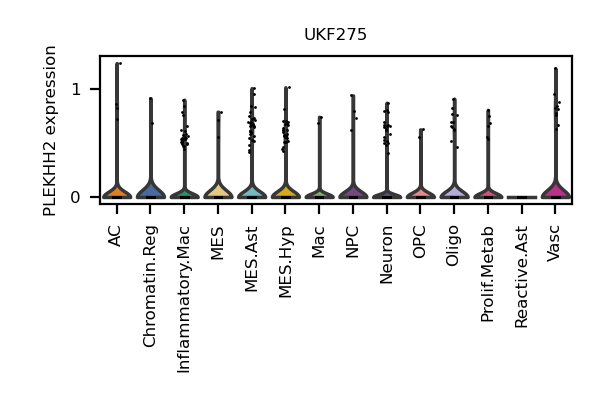 UKF275
PLEKHH2 expression
1
0
AC
Chromatin.Reg
Inflammatory.Mac
MES
MES.Ast
MES.Hyp
Mac
NPC
Neuron
OPC
Oligo
Prolif.Metab
Reactive.Ast
Vasc